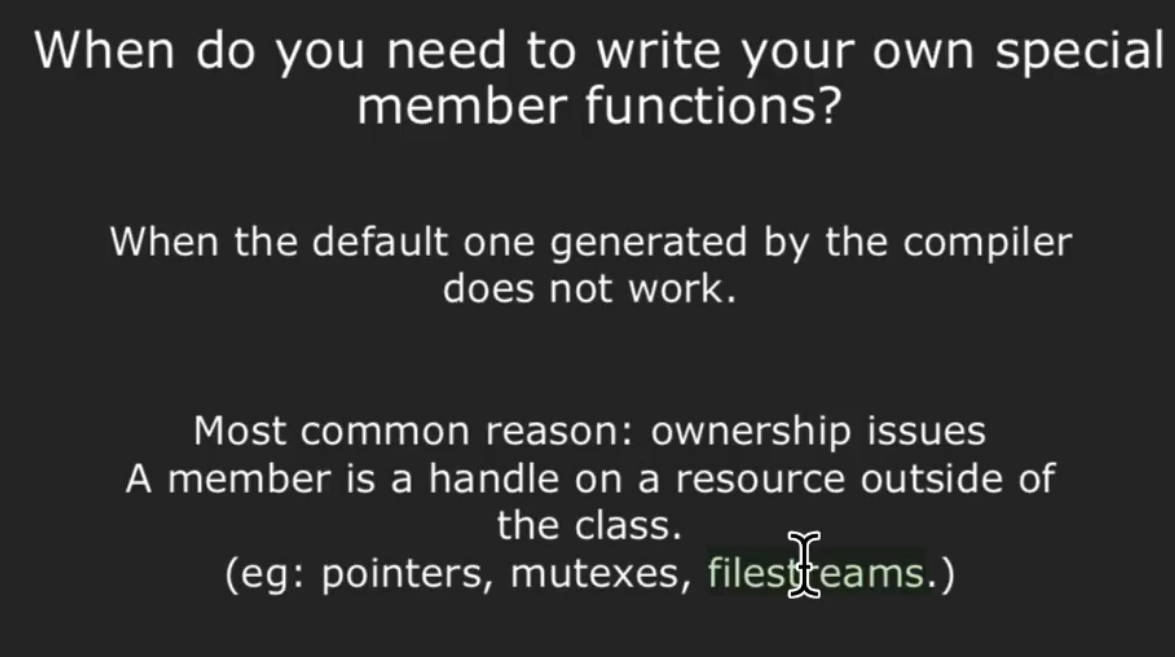 When do you need to write your own special
member functions?
When the default one generated by the compiler
does not work.
Most common reason: ownership issues
A member is a handle on a resource outside of
the class.
(eg: pointers, mutexes, filestreams.)